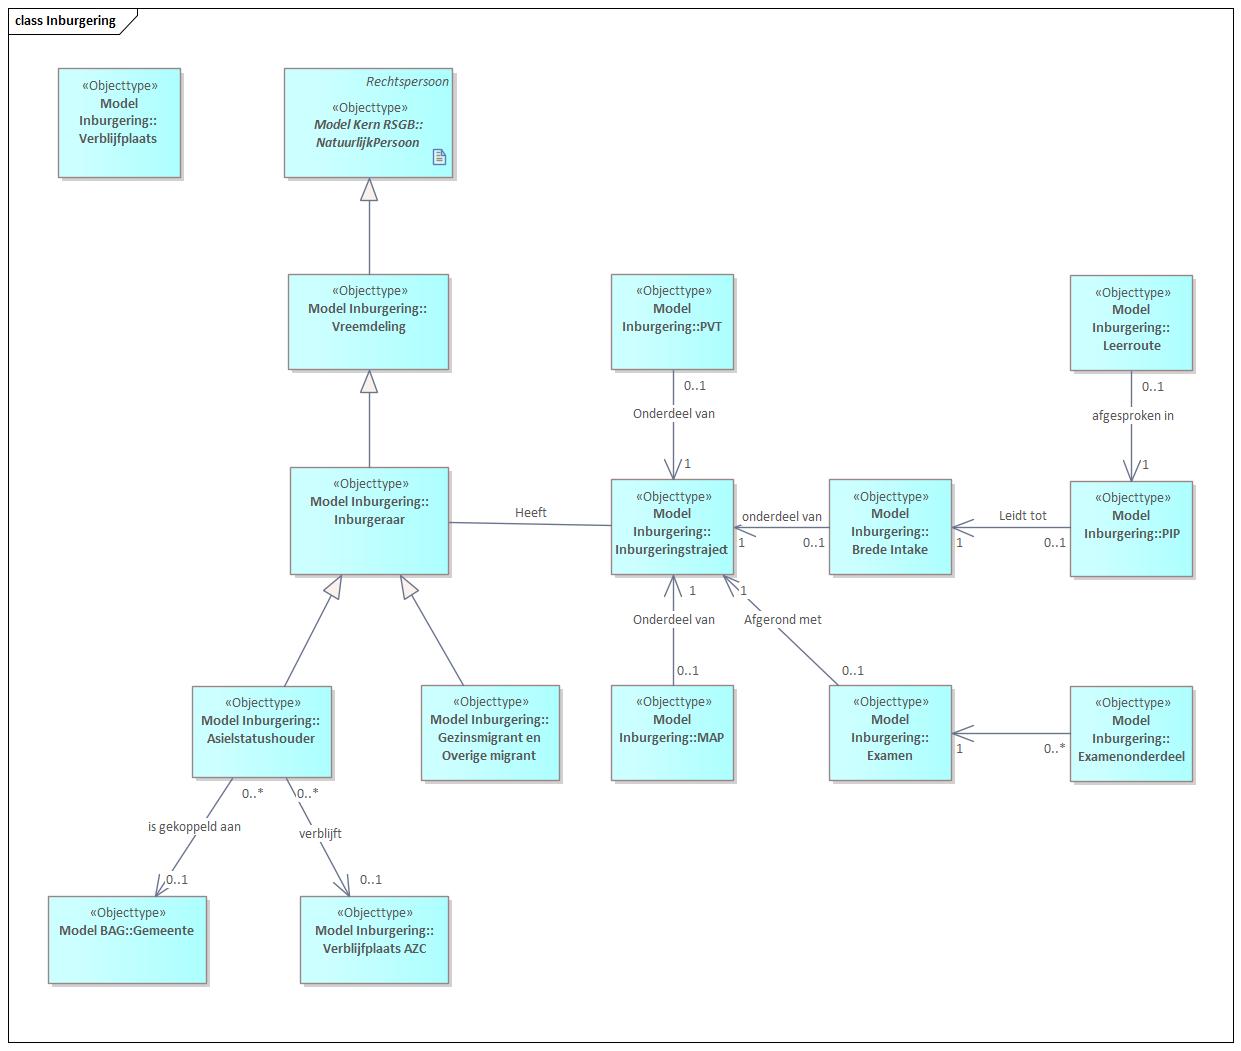 class Inburgering
«Objecttype»
Model
Inburgering::
Verblijfplaats
Rechtspersoon
«Objecttype»
Model Kern RSGB::
NatuurlijkPersoon
«Objecttype»
Model Inburgering::
Vreemdeling
«Objecttype»
Model
Inburgering::PVT
«Objecttype»
Model
Inburgering::
Leerroute
0..1
Onderdeel van
1
0..1
afgesproken in
1
«Objecttype»
Model Inburgering::
Inburgeraar
Heeft
«Objecttype»
Model
Inburgering::
Inburgeringstraject
onderdeel van
1
0..1
«Objecttype»
Model
Inburgering::
Brede Intake
Leidt tot
1
0..1
«Objecttype»
Model
Inburgering::PIP
1
Onderdeel van
0..1
1
Afgerond met
0..1
«Objecttype»
Model Inburgering::
Asielstatushouder
«Objecttype»
Model Inburgering::
Gezinsmigrant en
Overige migrant
«Objecttype»
Model
Inburgering::MAP
«Objecttype»
Model
Inburgering::
Examen
1
0..*
«Objecttype»
Model
Inburgering::
Examenonderdeel
0..*
is gekoppeld aan
0..1
0..*
verblijft
0..1
«Objecttype»
Model BAG::Gemeente
«Objecttype»
Model Inburgering::
Verblijfplaats AZC